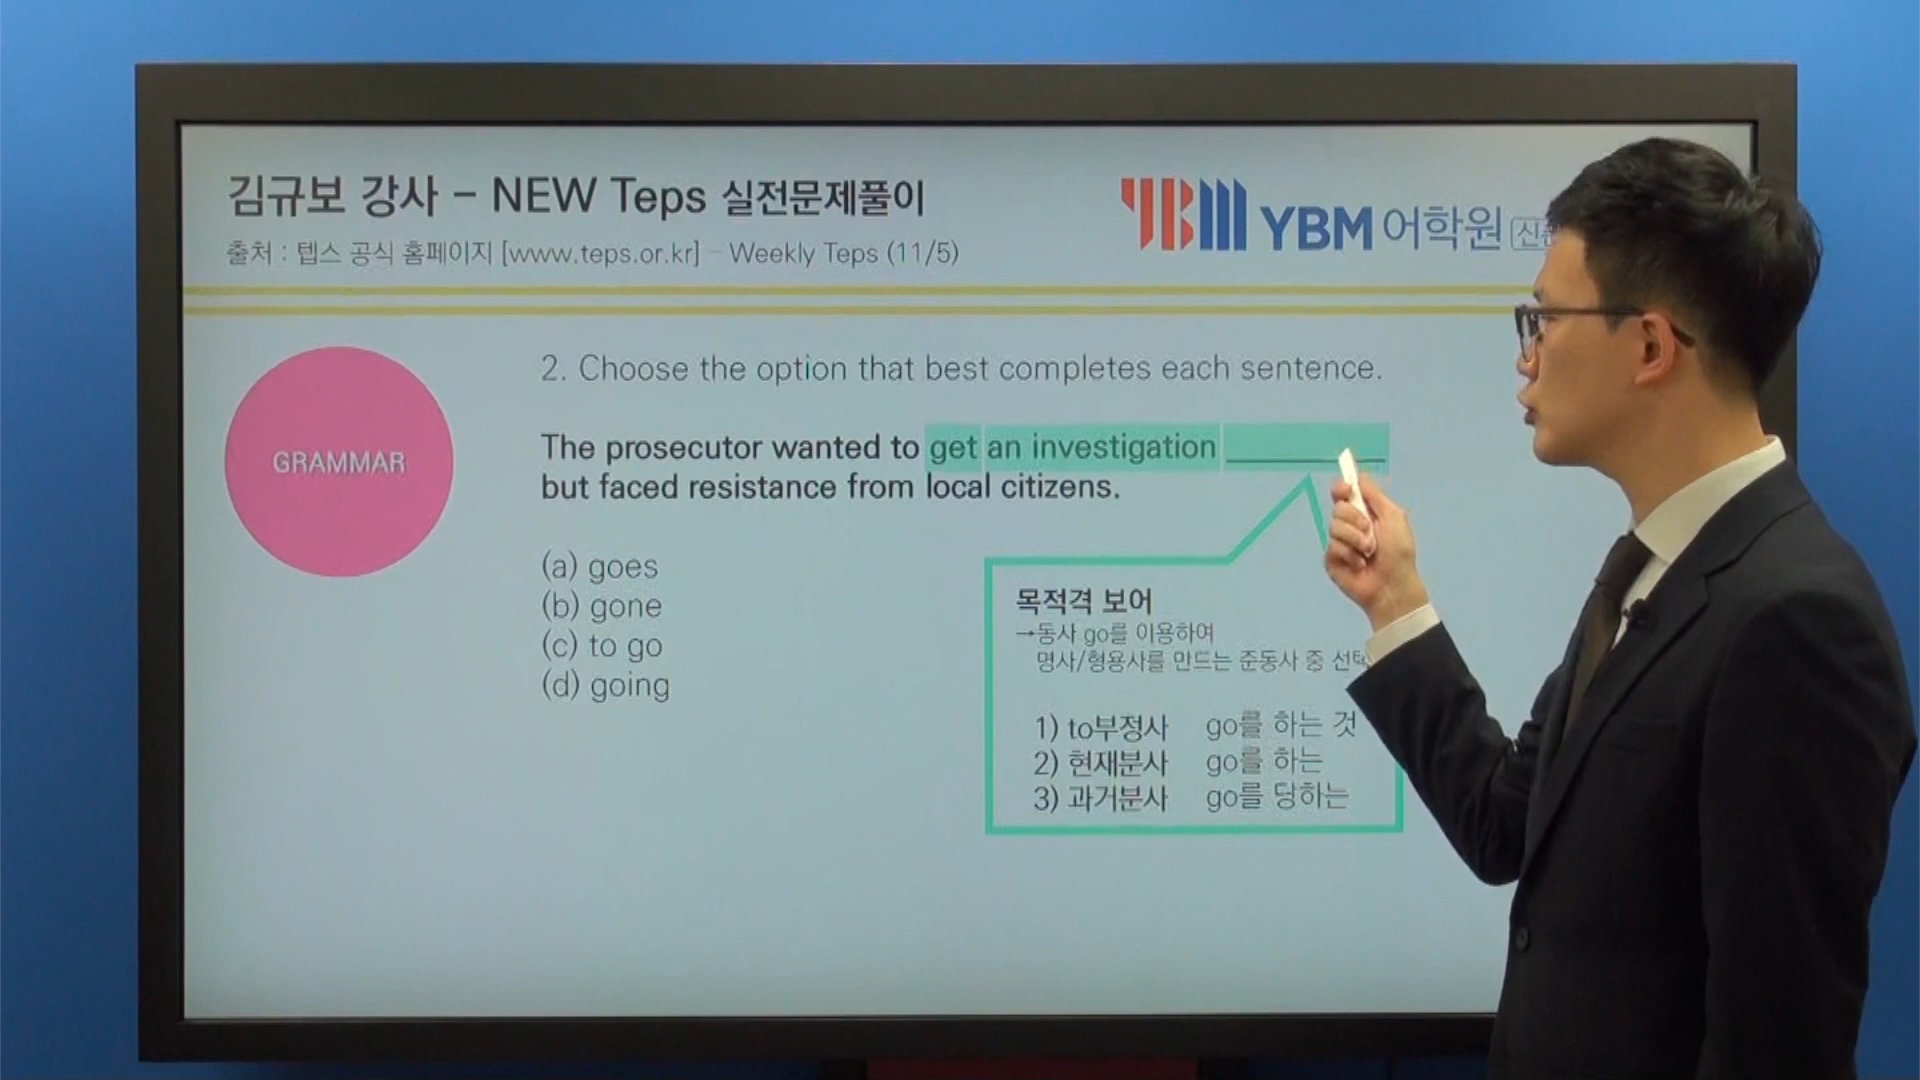 김규보 강사 - NEW Teps 실전문제풀이
출처 : 텝스 공식 홈페이지 [www.teps.or.kr] - Weekly Teps (11/5)
YBM YBM 어학원
GRAMMAR
2. Choose the option that best completes each sentence.
The prosecutor wanted to get an investigation ________
but faced resistance from local citizens.
(a) goes
(b) gone
(c) to go
(d) going
목적격 보어
→동사 go를 이용하여
명사/형용사를 만드는 준동사 중 선택
1) to부정사 go를 하는 것
2) 현재분사 go를 하는
3) 과거분사 go를 당하는